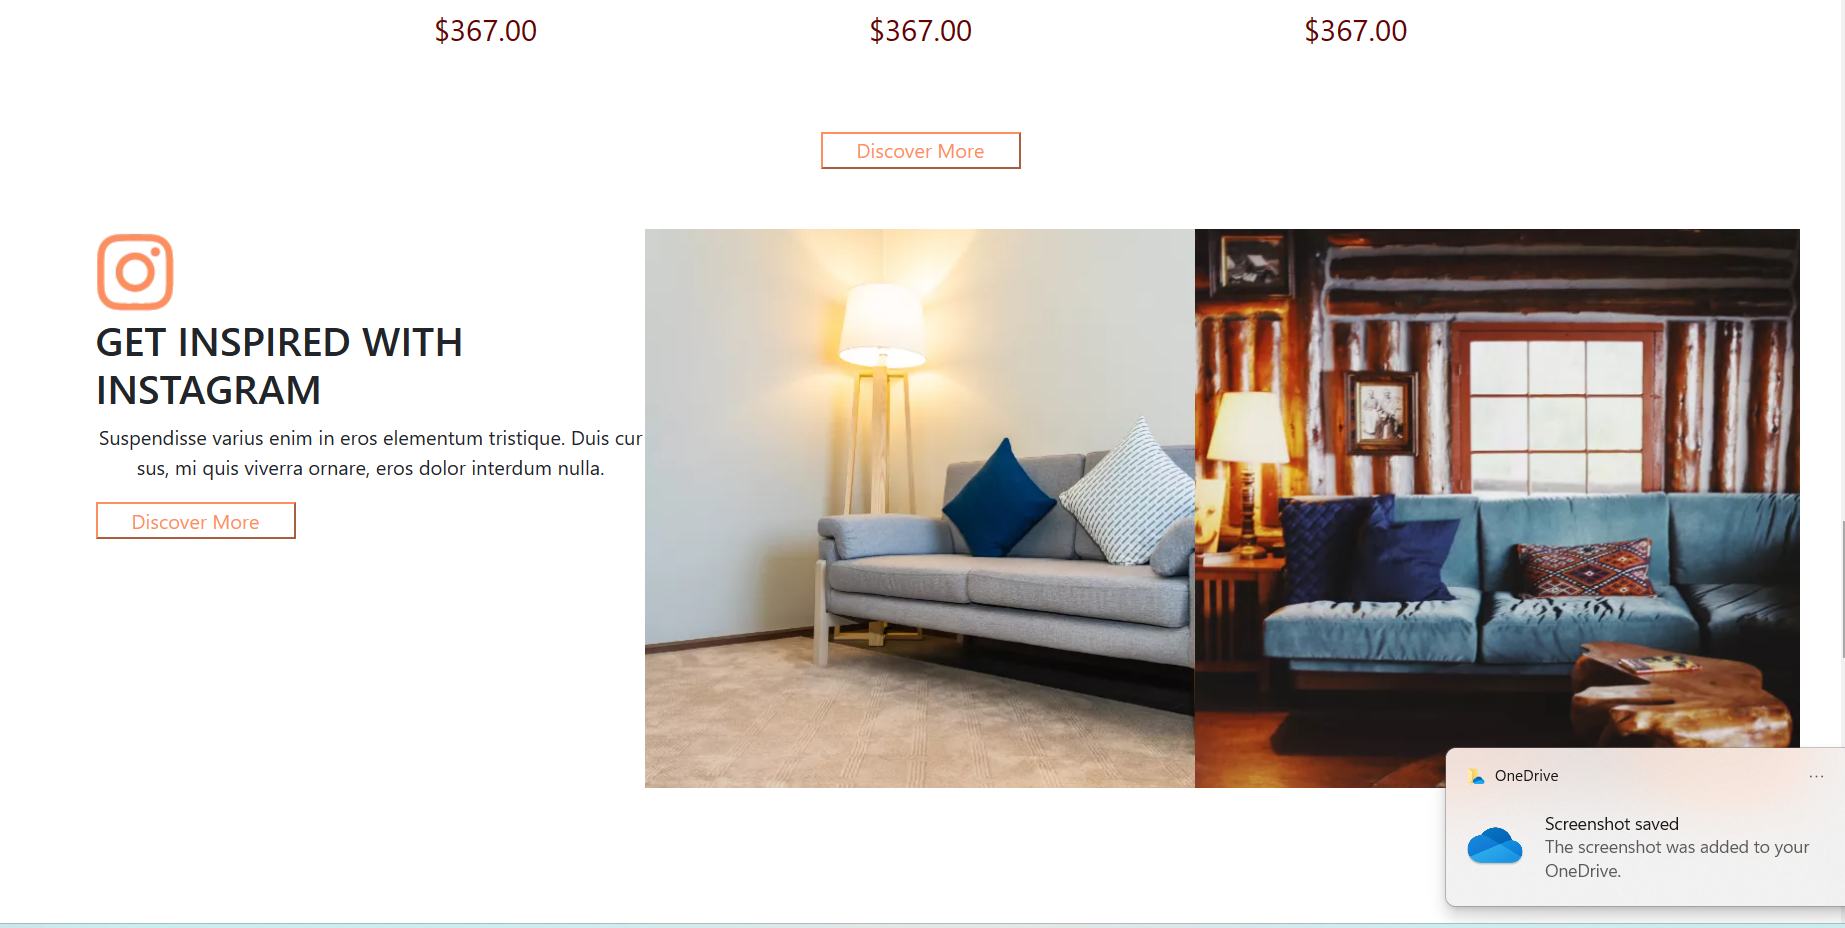 $367.00 $367.00 $367.00
Discover More
GET INSPIRED WITH
INSTAGRAM
Suspendisse varius enim in eros elementum tristique. Duis cur
sus, mi quis viverra ornare, eros dolor interdum nulla.
Discover More
OneDrive
Screenshot saved
The screenshot was added to your
OneDrive.